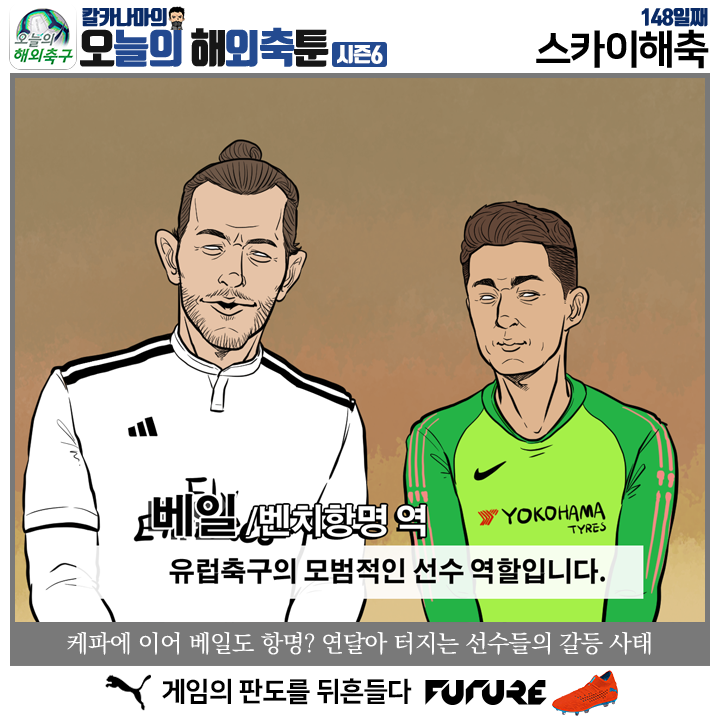 오늘의
해외축구
칼카나마의
오늘의 해외축툰 시즌6
148일째
스카이해축
YOKOHAMA
TYRES
베일 /벤치항명 역
유럽축구의 모범적인 선수 역할입니다.
케파에 이어 베일도 항명? 연달아 터지는 선수들의 갈등 사태
게임의 판도를 뒤흔들다 FUTURE